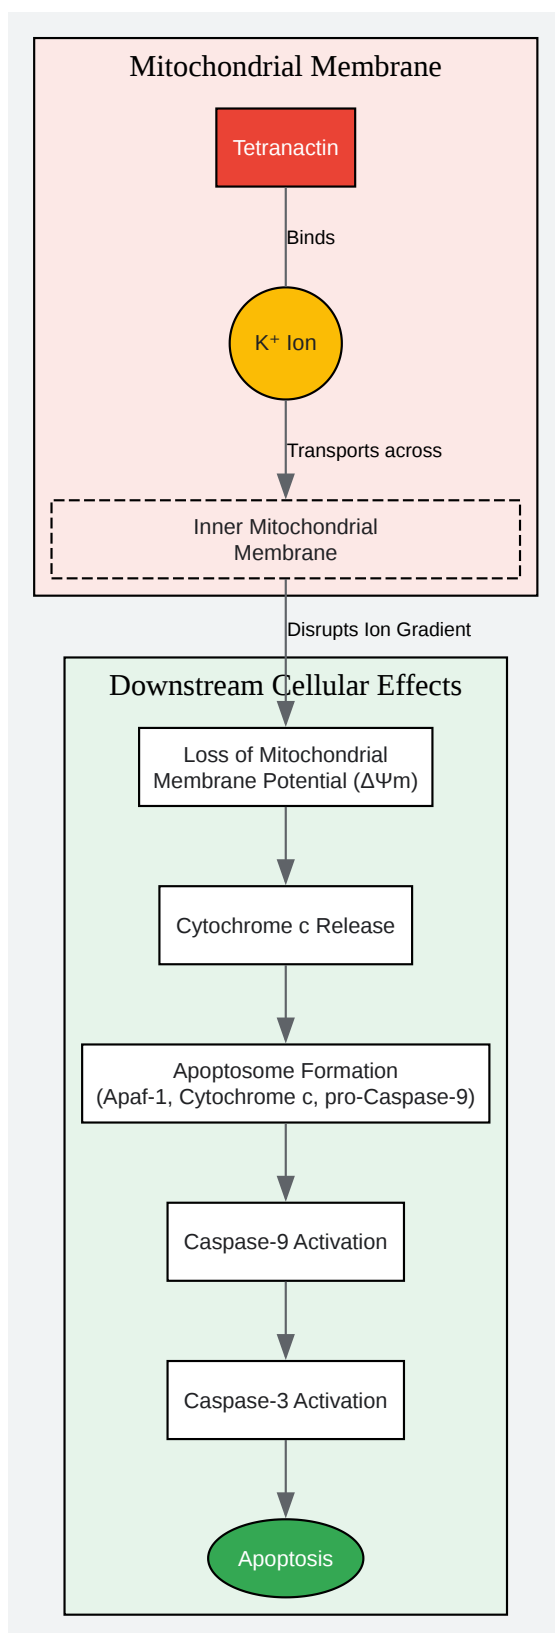 Mitochondrial Membrane
Tetranactin
Binds
K⁺ Ion
Transports across
Inner Mitochondrial
Membrane
Disrupts Ion Gradient
Downstream Cellular Effects
Loss of Mitochondrial
Membrane Potential (ΔΨm)
Cytochrome c Release
Apoptosome Formation
(Apaf-1, Cytochrome c, pro-Caspase-9)
Caspase-9 Activation
Caspase-3 Activation
Apoptosis